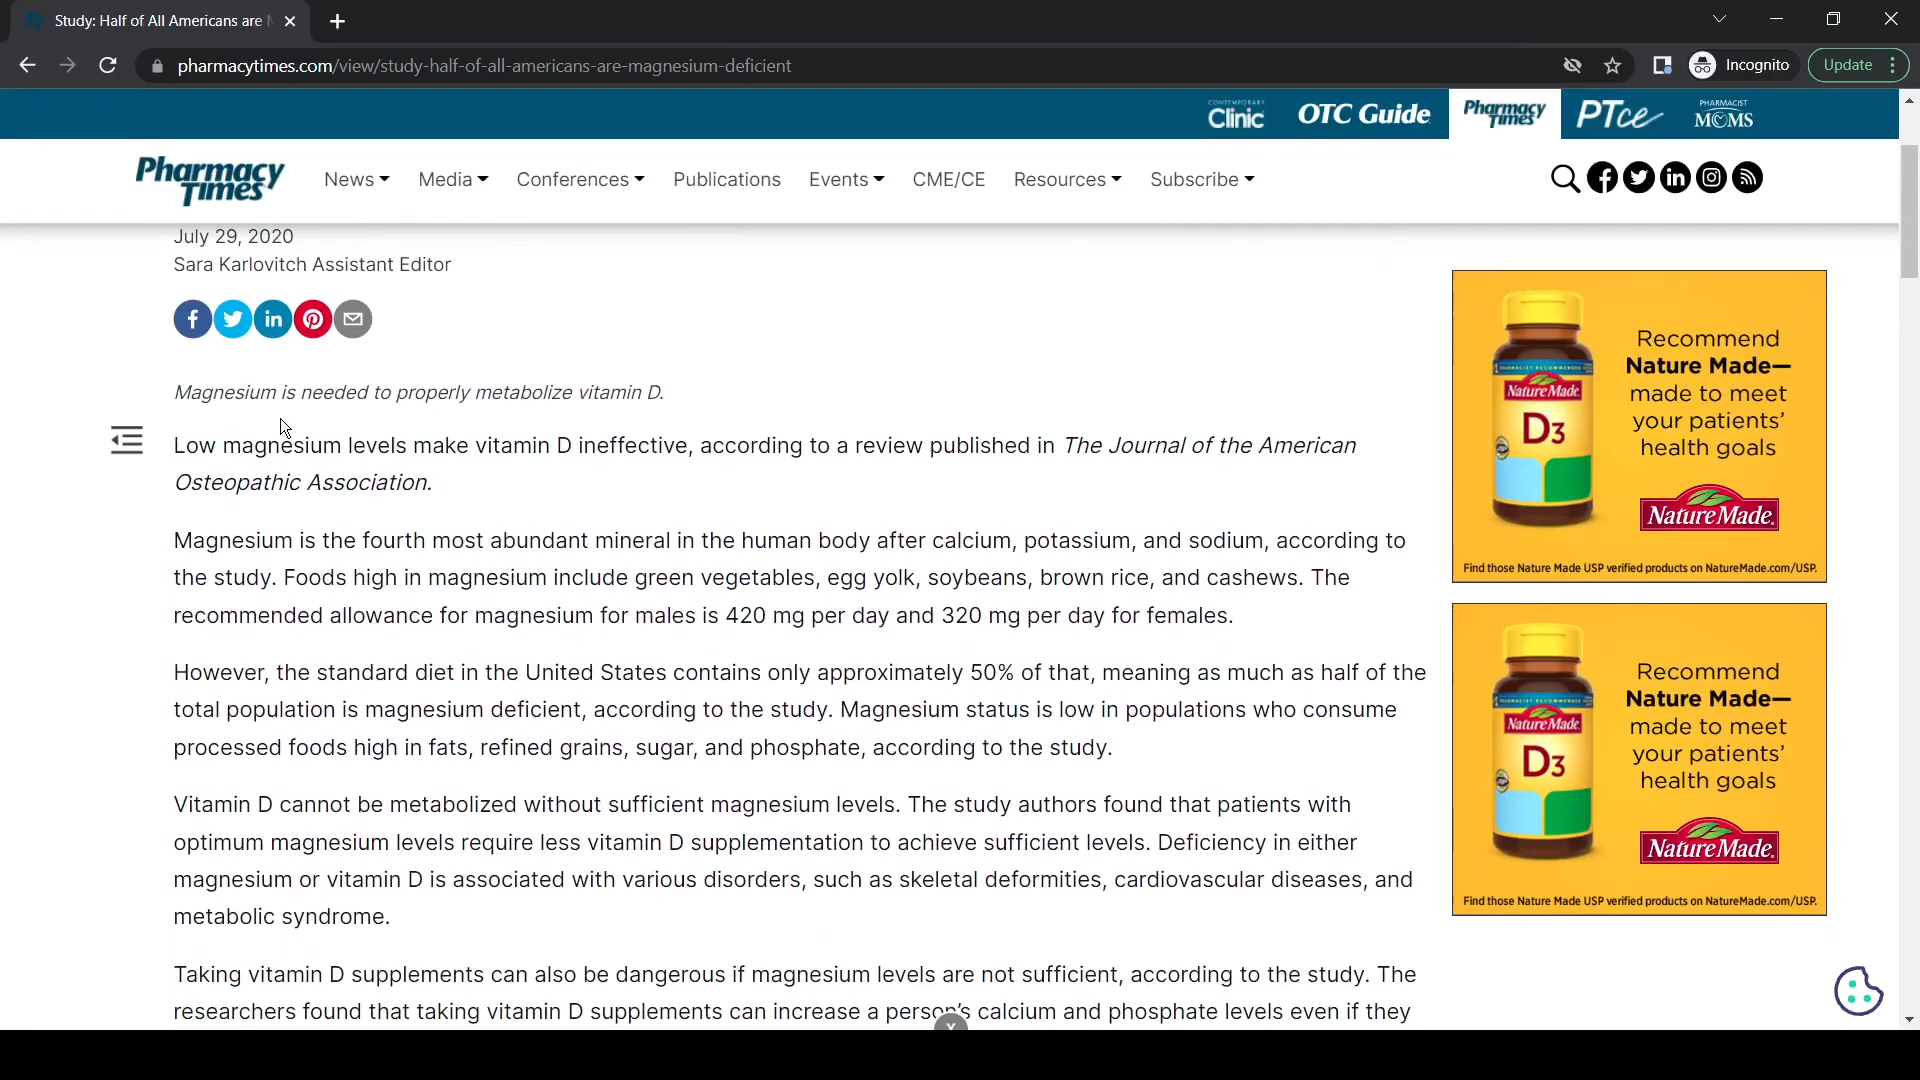 Study: Half of All Americans are
pharmacytimes.com/view/study-half-of-all-americans-are-magnesium-deficient
Incognito
Update
CONTEMPORARY
Clinic
OTC Guide
Pharmacy
Times
PTce
PHARMACIST
MOMS
Pharmacy
Times
News
Media
Conferences
Publications
Events
CME/CE
Resources
Subscribe
July 29, 2020
Sara Karlovitch Assistant Editor
Magnesium is needed to properly metabolize vitamin D.
Low magnesium levels make vitamin D ineffective, according to a review published in The Journal of the American
Osteopathic Association.
Magnesium is the fourth most abundant mineral in the human body after calcium, potassium, and sodium, according to
the study. Foods high in magnesium include green vegetables, egg yolk, soybeans, brown rice, and cashews. The
recommended allowance for magnesium for males is 420 mg per day and 320 mg per day for females.
However, the standard diet in the United States contains only approximately 50% of that, meaning as much as half of the
total population is magnesium deficient, according to the study. Magnesium status is low in populations who consume
processed foods high in fats, refined grains, sugar, and phosphate, according to the study.
Vitamin D cannot be metabolized without sufficient magnesium levels. The study authors found that patients with
optimum magnesium levels require less vitamin D supplementation to achieve sufficient levels. Deficiency in either
magnesium or vitamin D is associated with various disorders, such as skeletal deformities, cardiovascular diseases, and
metabolic syndrome.
Taking vitamin D supplements can also be dangerous if magnesium levels are not sufficient, according to the study. The
researchers found that taking vitamin D supplements can increase a person's calcium and phosphate levels even if they
X
Nature Made
D3
Recommend
Nature Made—
made to meet
your patients'
health goals
Nature Made
Find those Nature Made USP verified products on NatureMade.com/USP.
Nature Made
D3
Recommend
Nature Made—
made to meet
your patients'
health goals
Nature Made
Find those Nature Made USP verified products on NatureMade.com/USP.